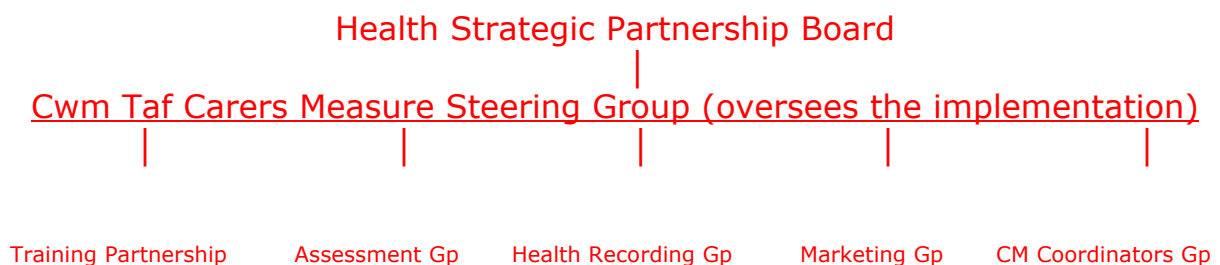 Health Strategic Partnership Board
Cwm Taf Carers Measure Steering Group (oversees the implementation)
Training Partnership Assessment Gp Health Recording Gp Marketing Gp CM Coordinators Gp